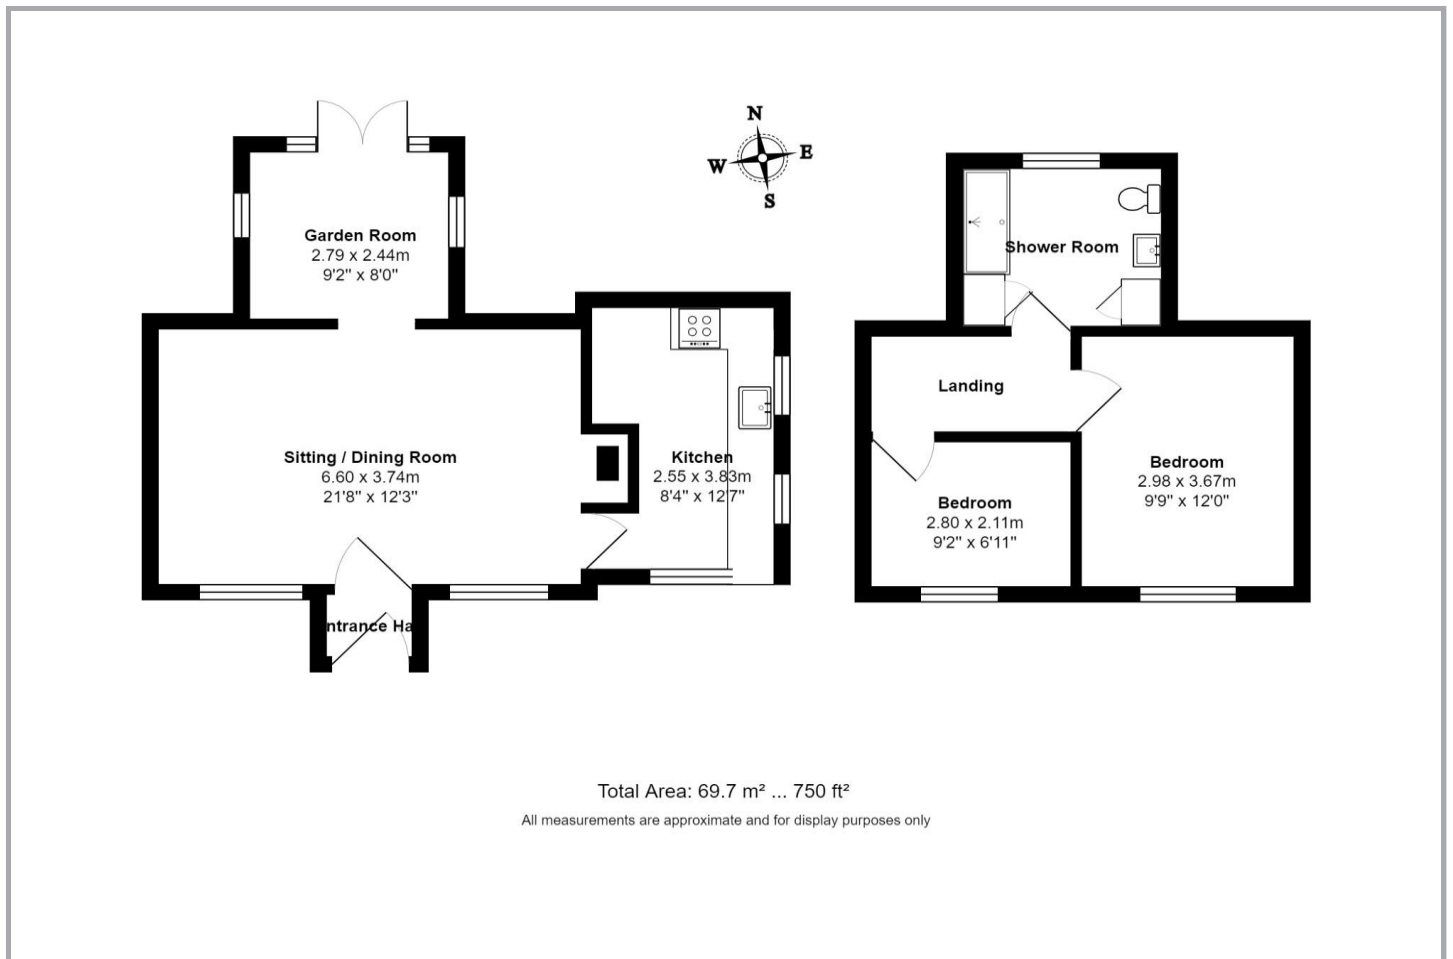 N
W
E
S
Garden Room
2.79 x 2.44m
9'2" x 8'0"
Sitting / Dining Room
6.60 x 3.74m
21'8" x 12'3"
Kitchen
2.55 x 3.83m
8'4" x 12'7"
ntrance Ha
Shower Room
Landing
Bedroom
2.80 x 2.11m
9'2" x 6'11"
Bedroom
2.98 x 3.67m
9'9" x 12'0"
Total Area: 69.7 m² ... 750 ft²
All measurements are approximate and for display purposes only